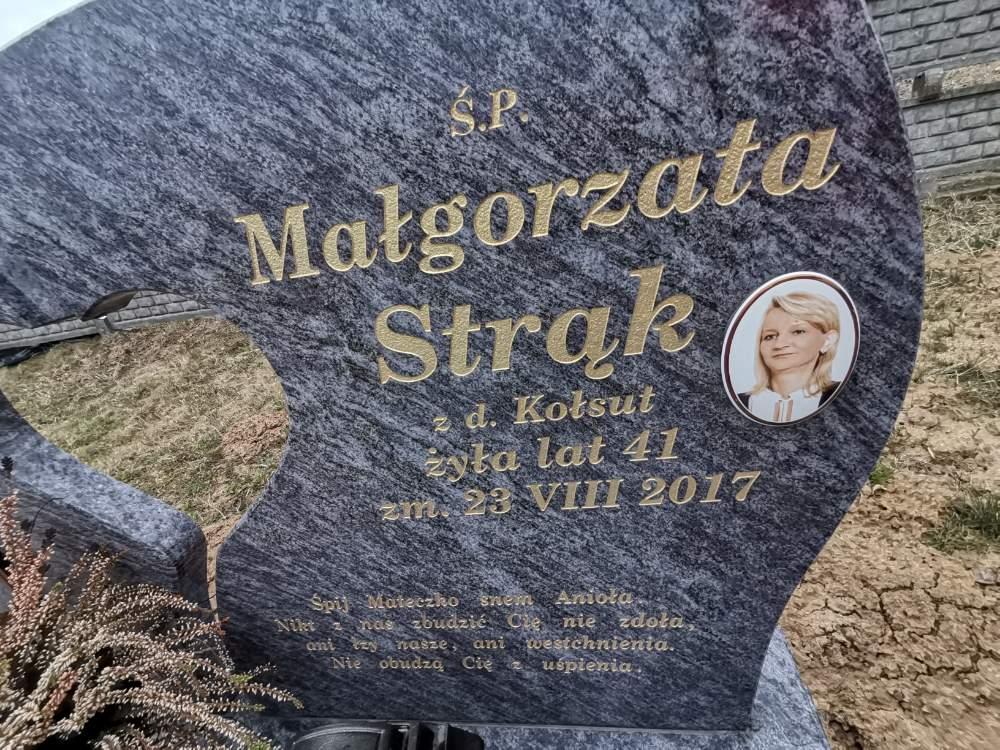 Ś.P.
Małgorzata
Strąk
z d. Kołsut
żyła lat 41
zm. 23 VIII 2017
Śpij Mateczko snem Anioła
Nikt z nas zbudzić Cię nie zdoła,
ani łzy nasze, ani westchnienia.
Nie obudzą Cię z uśpienia.